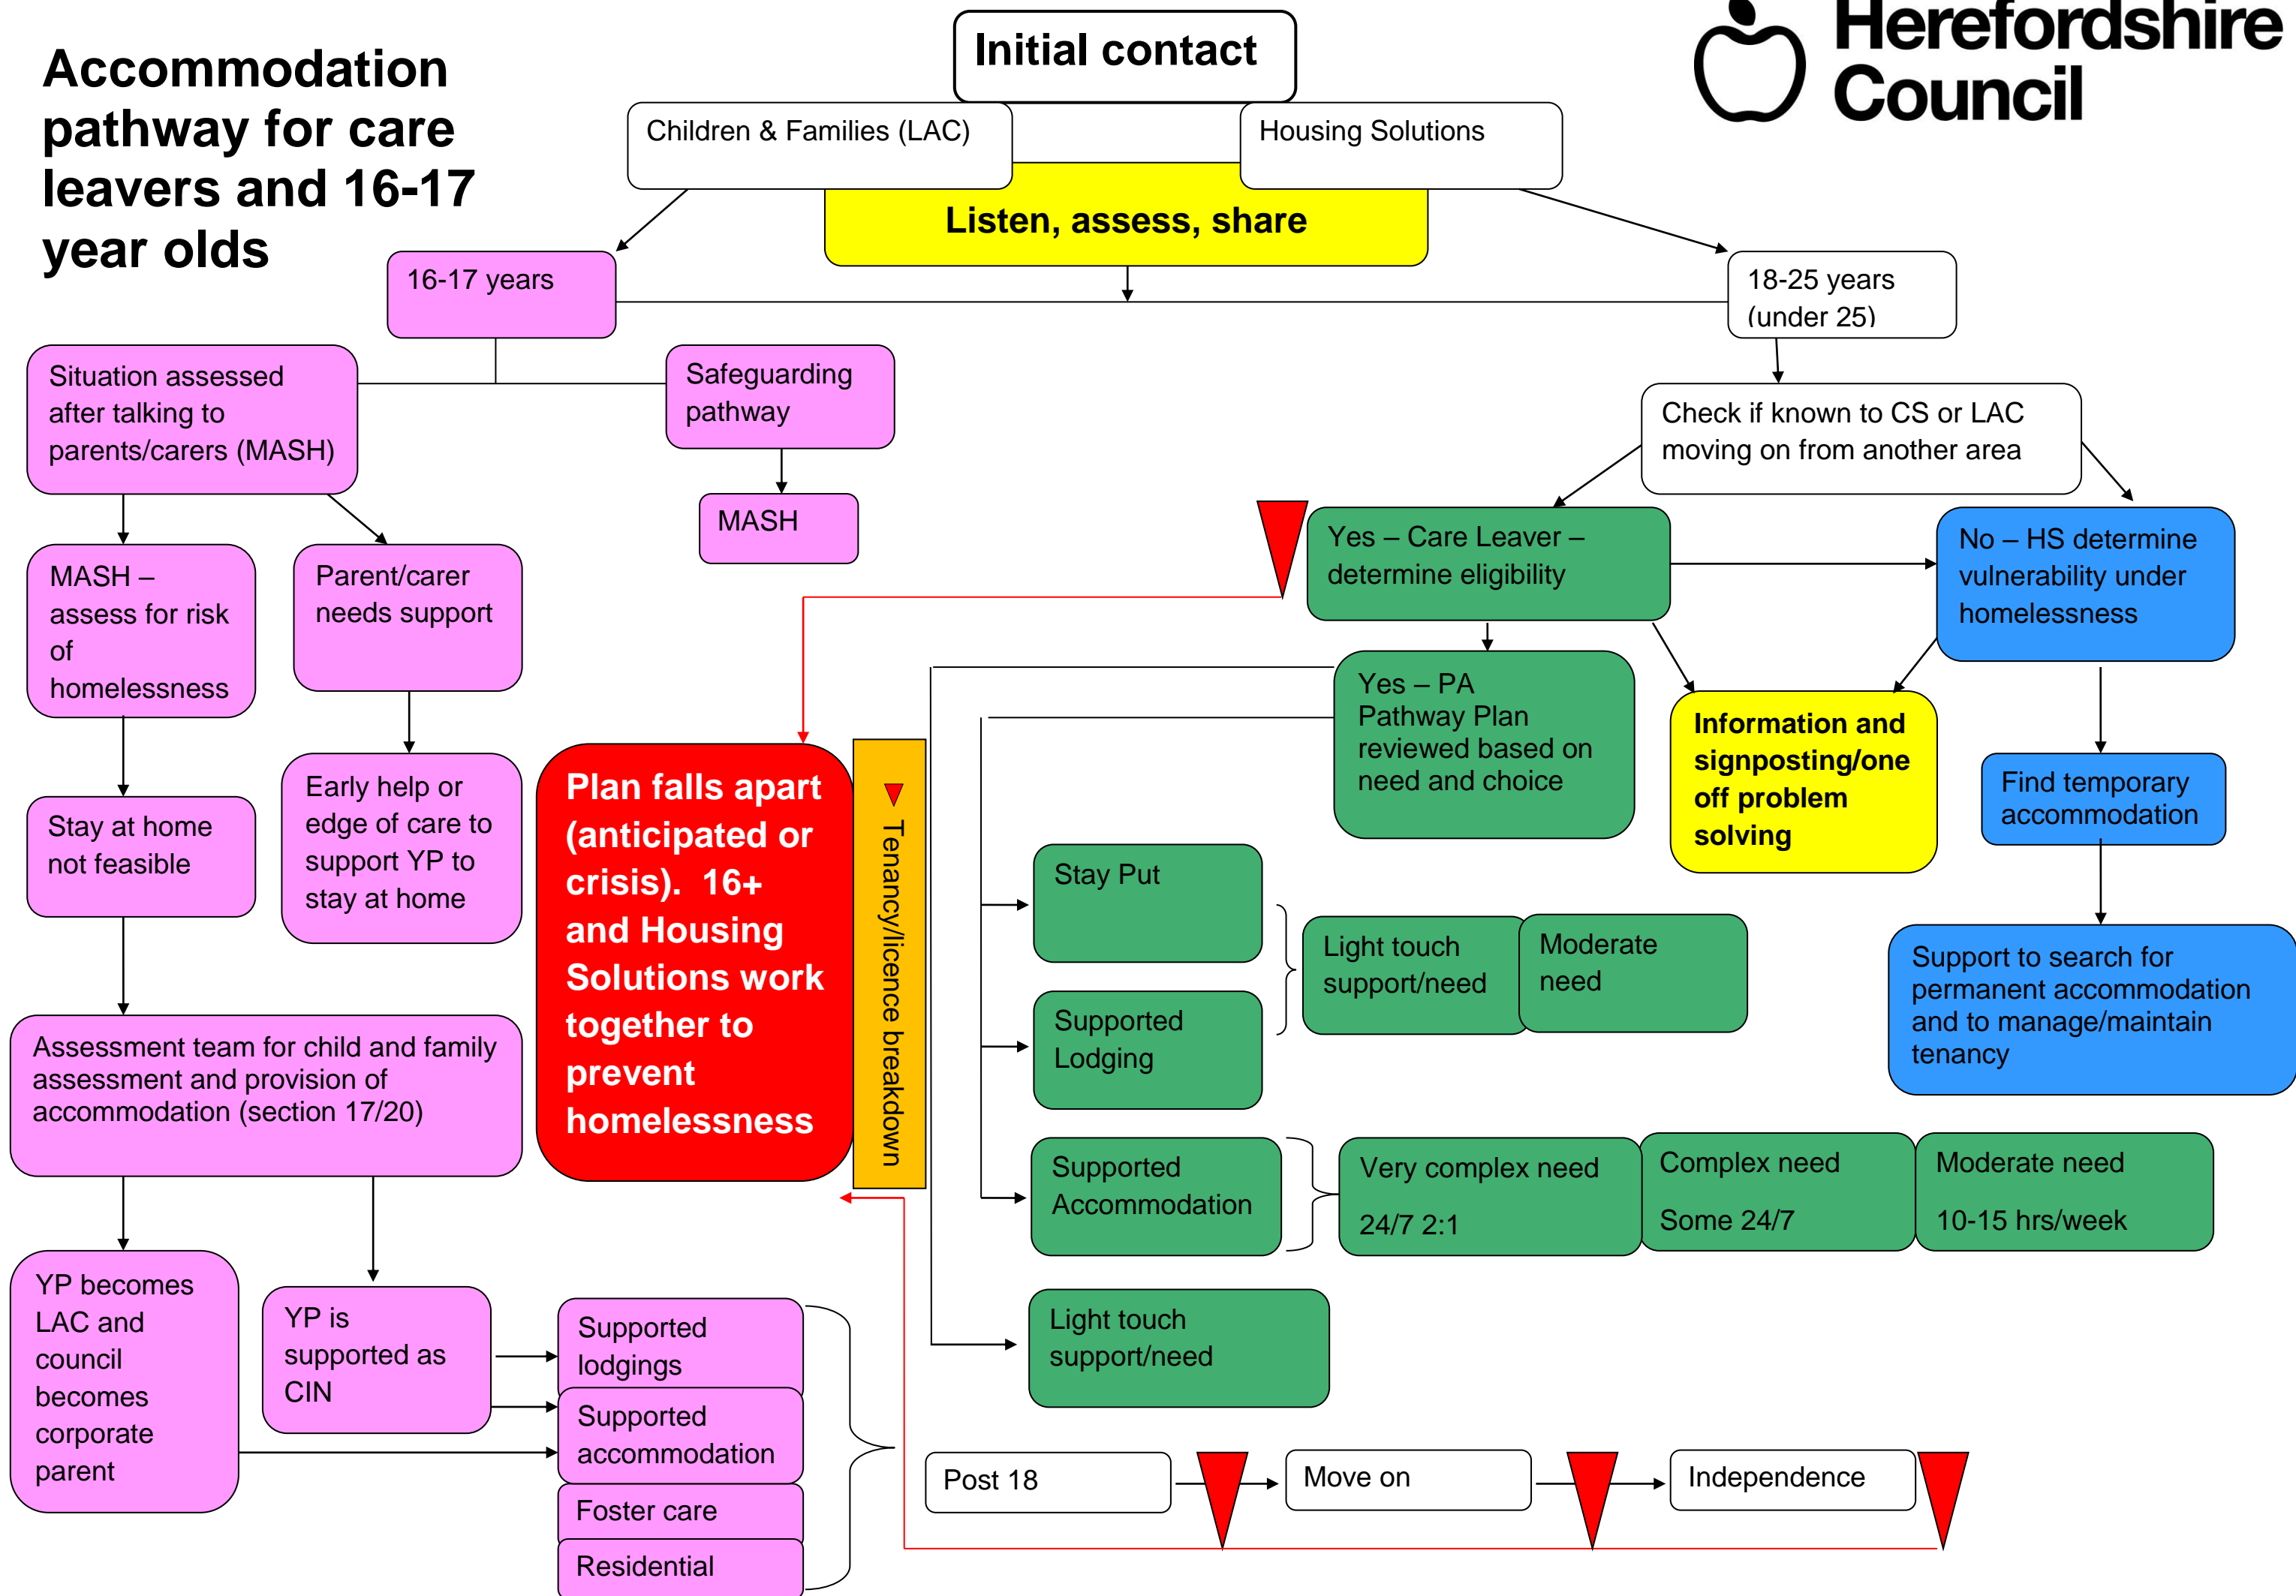 Accommodation
pathway for care
leavers and 16-17
year olds
Initial contact
Herefordshire
Council
Children & Families (LAC)
Housing Solutions
Listen, assess, share
16-17 years
18-25 years
(under 25)
Situation assessed
after talking to
parents/carers (MASH)
Safeguarding
pathway
MASH
Check if known to CS or LAC
moving on from another area
MASH –
assess for risk
of
homelessness
Parent/carer
needs support
Yes – Care Leaver –
determine eligibility
No – HS determine
vulnerability under
homelessness
Yes – PA
Pathway Plan
reviewed based on
need and choice
Information and
signposting/one
off problem
solving
Find temporary
accommodation
Stay at home
not feasible
Early help or
edge of care to
support YP to
stay at home
Plan falls apart
(anticipated or
crisis). 16+
and Housing
Solutions work
together to
prevent
homelessness
Tenancy/licence breakdown
Stay Put
Supported
Lodging
Light touch
support/need
Moderate
need
Support to search for
permanent accommodation
and to manage/maintain
tenancy
Assessment team for child and family
assessment and provision of
accommodation (section 17/20)
Supported
Accommodation
Very complex need
24/7 2:1
Complex need
Some 24/7
Moderate need
10-15 hrs/week
YP becomes
LAC and
council
becomes
corporate
parent
YP is
supported as
CIN
Supported
lodgings
Supported
accommodation
Foster care
Residential
Light touch
support/need
Post 18
Move on
Independence